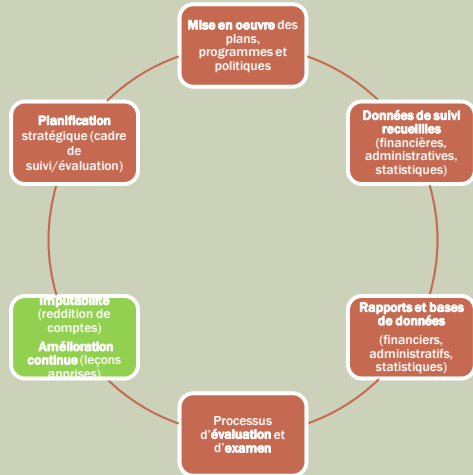 Mise en oeuvre des
plans,
programmes et
politiques
Données de suivi
recueillies
(financières,
administratives,
statistiques)
Rapports et bases
de données
(financiers,
administratifs,
statistiques)
Processus
d'évaluation et
d'examen
Imputabilité
(reddition de
comptes)
Amélioration
continue (leçons
apprises)
Planification
stratégique (cadre
de
suivi/évaluation)